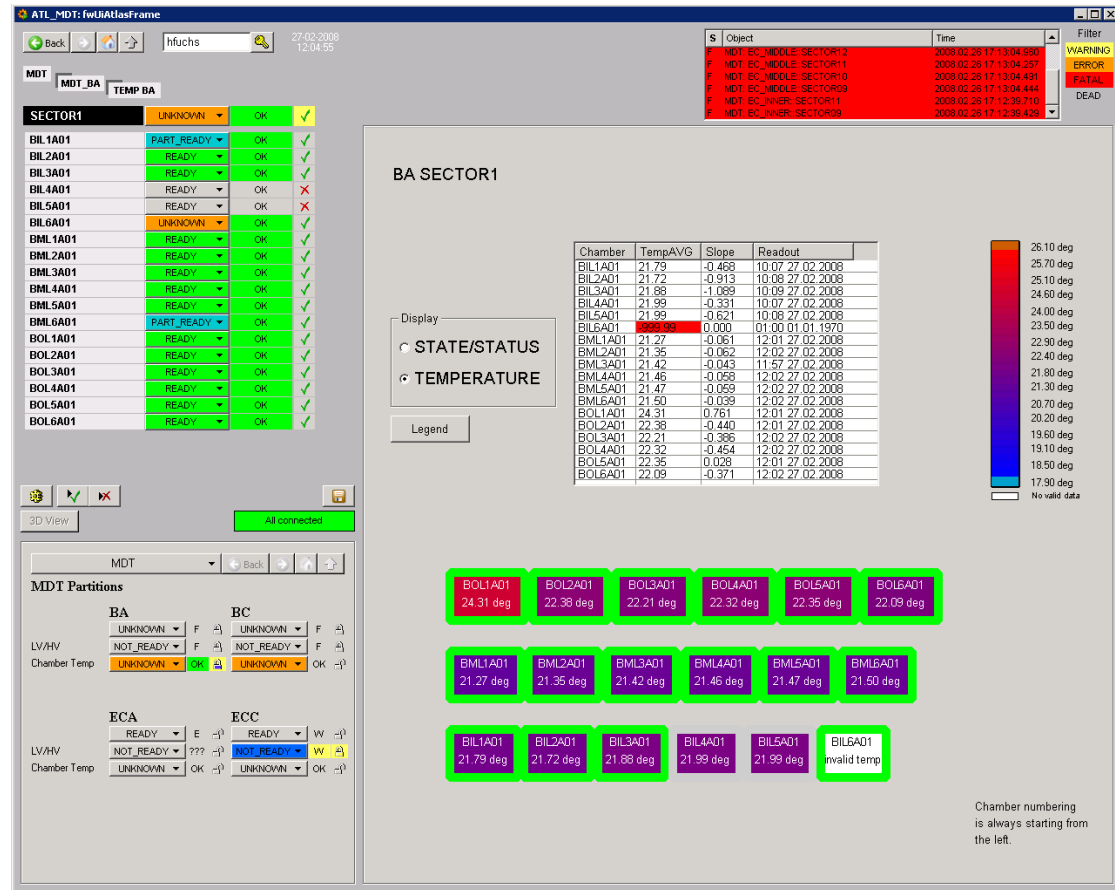 ATL_MDT: fwUiAtlasFrame
Back
hfuchs
27-02-2008
12:04:55
MDT
MDT_BA
TEMP BA
S Object Time
F MDT: EC_MIDDLE::SECTOR12 2008.02.26 17:13:04.960
F MDT: EC_MIDDLE::SECTOR11 2008.02.26 17:13:04.257
F MDT: EC_MIDDLE::SECTOR10 2008.02.26 17:13:04.491
F MDT: EC_MIDDLE::SECTOR09 2008.02.26 17:13:04.444
F MDT: EC_INNER::SECTOR11 2008.02.26 17:12:39.710
F MDT: EC_INNER::SECTOR09 2008.02.26 17:12:39.429
Filter
WARNING
ERROR
FATAL
DEAD
SECTOR1 UNKNOWN OK
BIL1A01 PART_READY OK
BIL2A01 READY OK
BIL3A01 READY OK
BIL4A01 READY OK
BIL5A01 READY OK
BIL6A01 UNKNOWN OK
BML1A01 READY OK
BML2A01 READY OK
BML3A01 READY OK
BML4A01 READY OK
BML5A01 READY OK
BML6A01 PART_READY OK
BOL1A01 READY OK
BOL2A01 READY OK
BOL3A01 READY OK
BOL4A01 READY OK
BOL5A01 READY OK
BOL6A01 READY OK
3D View
All connected
MDT
Back
MDT Partitions
BA BC
UNKNOWN F UNKNOWN F
LV/HV NOT_READY F NOT_READY F
Chamber Temp UNKNOWN OK UNKNOWN OK
ECA ECC
READY E READY W
LV/HV NOT_READY ??? NOT_READY W
Chamber Temp UNKNOWN OK UNKNOWN OK
BA SECTOR1
Display
STATE/STATUS
TEMPERATURE
Legend
Chamber TempAVG Slope Readout
BIL1A01 21.79 -0.468 10:07 27.02.2008
BIL2A01 21.72 -0.913 10:08 27.02.2008
BIL3A01 21.88 -1.089 10:09 27.02.2008
BIL4A01 21.99 -0.331 10:07 27.02.2008
BIL5A01 21.99 -0.621 10:08 27.02.2008
BIL6A01 -999.99 0.000 01:00 01.01.1970
BML1A01 21.27 -0.061 12:01 27.02.2008
BML2A01 21.35 -0.062 12:02 27.02.2008
BML3A01 21.42 -0.043 11:57 27.02.2008
BML4A01 21.46 -0.058 12:02 27.02.2008
BML5A01 21.47 -0.059 12:02 27.02.2008
BML6A01 21.50 -0.039 12:02 27.02.2008
BOL1A01 24.31 0.761 12:01 27.02.2008
BOL2A01 22.38 -0.440 12:01 27.02.2008
BOL3A01 22.21 -0.386 12:02 27.02.2008
BOL4A01 22.32 -0.454 12:02 27.02.2008
BOL5A01 22.35 0.028 12:01 27.02.2008
BOL6A01 22.09 -0.371 12:02 27.02.2008
26.10 deg
25.70 deg
25.10 deg
24.60 deg
24.00 deg
23.50 deg
22.90 deg
22.40 deg
21.80 deg
21.30 deg
20.70 deg
20.20 deg
19.60 deg
19.10 deg
18.50 deg
17.90 deg
No valid data
BOL1A01 BOL2A01 BOL3A01 BOL4A01 BOL5A01 BOL6A01
24.31 deg 22.38 deg 22.21 deg 22.32 deg 22.35 deg 22.09 deg
BML1A01 BML2A01 BML3A01 BML4A01 BML5A01 BML6A01
21.27 deg 21.35 deg 21.42 deg 21.46 deg 21.47 deg 21.50 deg
BIL1A01 BIL2A01 BIL3A01 BIL4A01 BIL5A01 BIL6A01
21.79 deg 21.72 deg 21.88 deg 21.99 deg 21.99 deg invalid temp
Chamber numbering
is always starting from
the left.